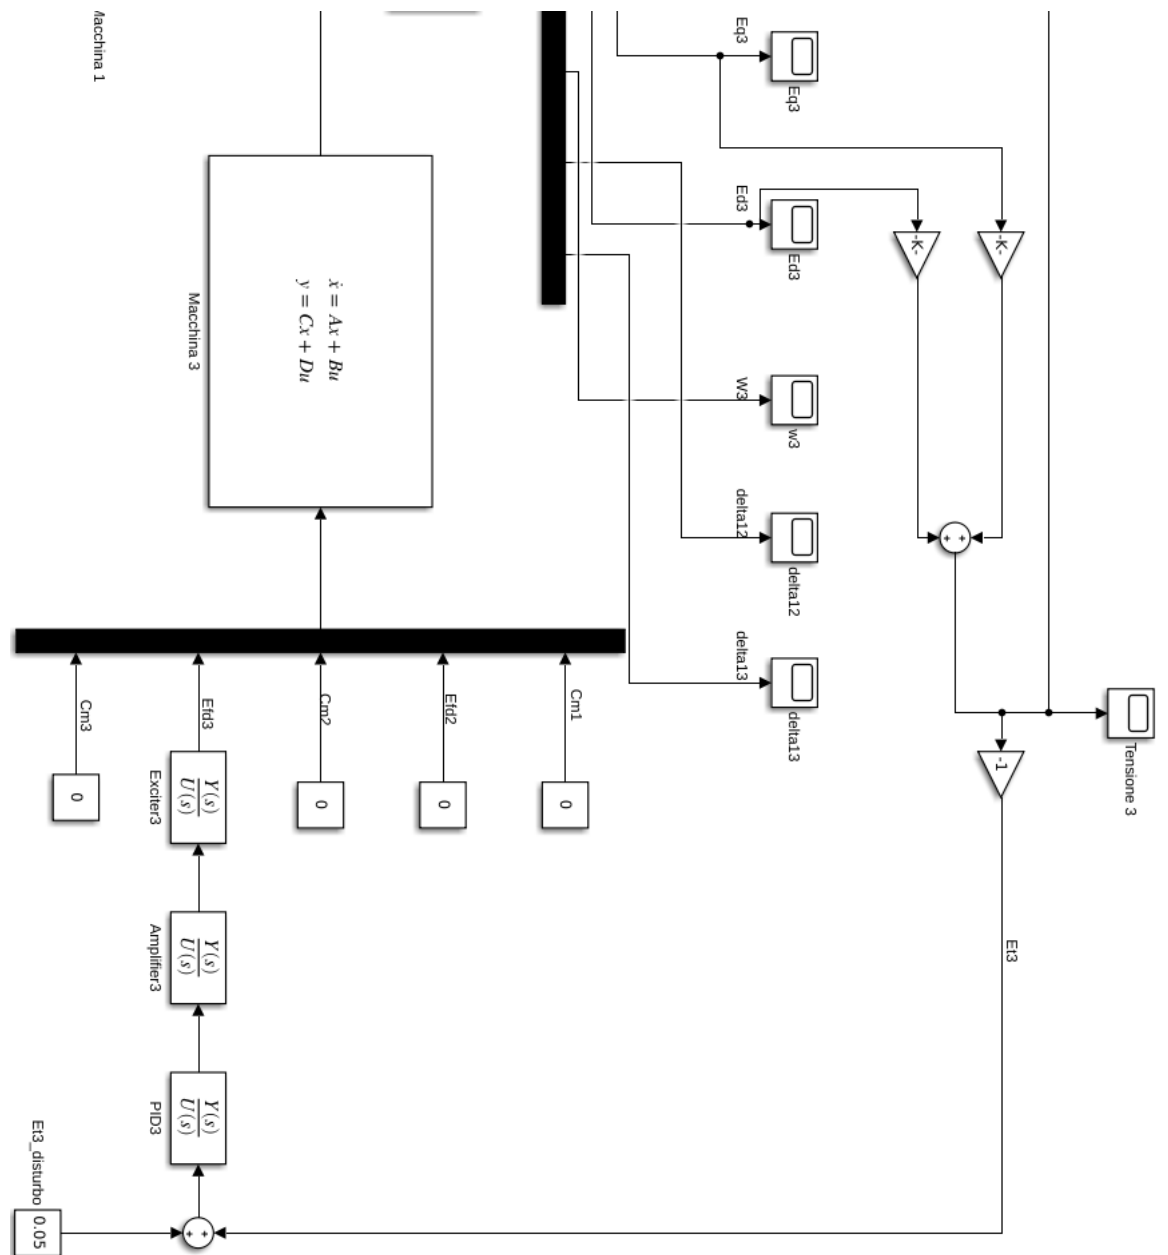 Tensione 3
Et3
-K-
-1
-K-
+
+
Eq3
Ed3
w3
delta12
delta13
Eq3
Ed3
W3
delta12
delta13
Cm1
0
Efd2
0
ẋ = Ax + Bu
y = Cx + Du
Cm2
0
Macchina 3
Efd3
Y(s)
U(s)
Exciter3
Y(s)
U(s)
Amplifier3
Y(s)
U(s)
PID3
+
+
Macchina 1
Cm3
0
Et3_disturbo
0.05